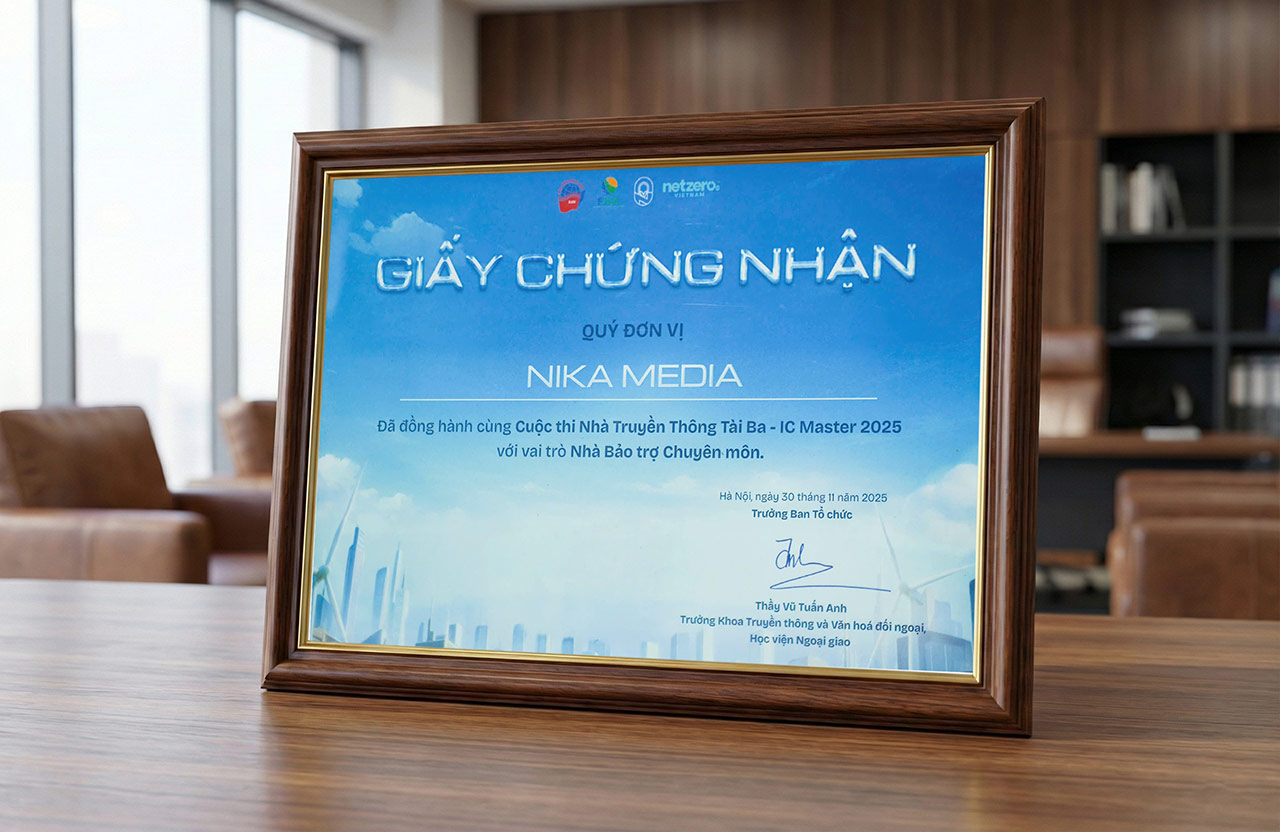 netzero
VIETNAM
GIẤY CHỨNG NHẬN
QUÝ ĐƠN VỊ
NIKA MEDIA
Đã đồng hành cùng Cuộc thi Nhà Truyền Thông Tài Ba - IC Master 2025
với vai trò Nhà Bảo trợ Chuyên môn.
Hà Nội, ngày 30 tháng 11 năm 2025
Trưởng Ban Tổ chức
Thầy Vũ Tuấn Anh
Trưởng Khoa Truyền thông và Văn hoá đối ngoại,
Học viện Ngoại giao